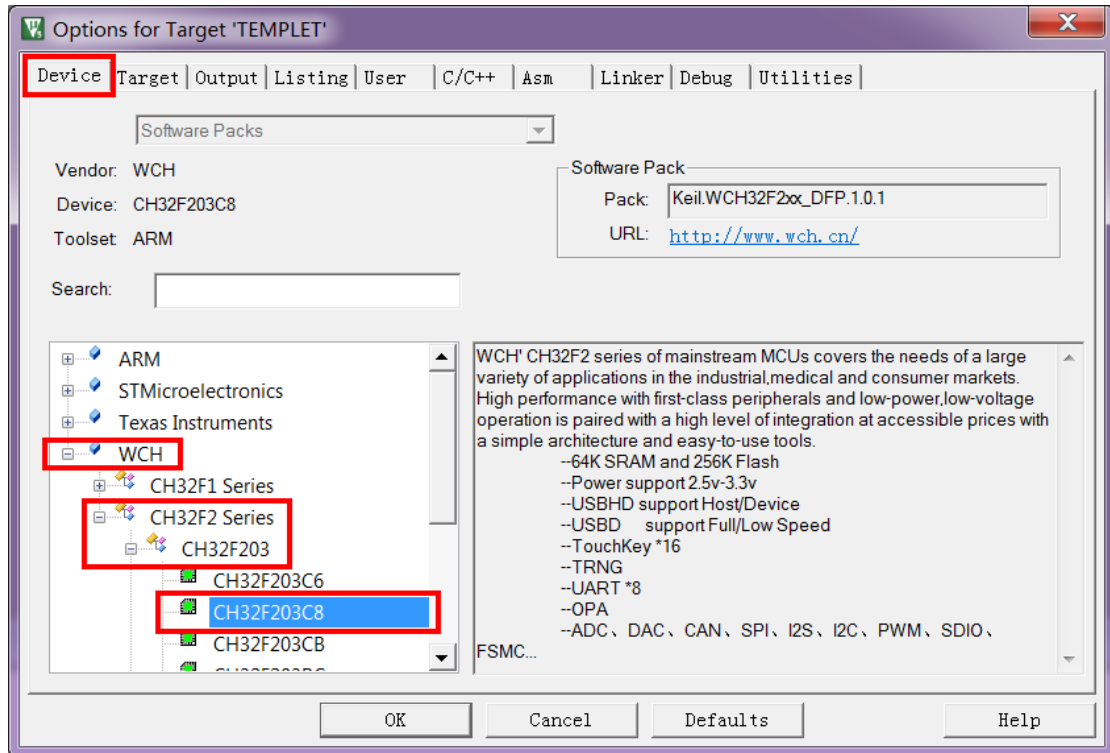 Options for Target 'TEMPLET'
Device Target Output Listing User C/C++ Asm Linker Debug Utilities
Software Packs
Vendor: WCH
Device: CH32F203C8
Toolset: ARM
Software Pack
Pack: Keil.WCH32F2xx_DFP.1.0.1
URL: http://www.wch.cn/
Search:
ARM
STMicroelectronics
Texas Instruments
WCH
CH32F1 Series
CH32F2 Series
CH32F203
CH32F203C6
CH32F203C8
CH32F203CB
WCH' CH32F2 series of mainstream MCUs covers the needs of a large
variety of applications in the industrial,medical and consumer markets.
High performance with first-class peripherals and low-power,low-voltage
operation is paired with a high level of integration at accessible prices with
a simple architecture and easy-to-use tools.
--64K SRAM and 256K Flash
--Power support 2.5v-3.3v
--USBHD support Host/Device
--USBD support Full/Low Speed
--TouchKey *16
--TRNG
--UART *8
--OPA
--ADC、DAC、CAN、SPI、I2S、I2C、PWM、SDIO、
FSMC...
OK Cancel Defaults Help